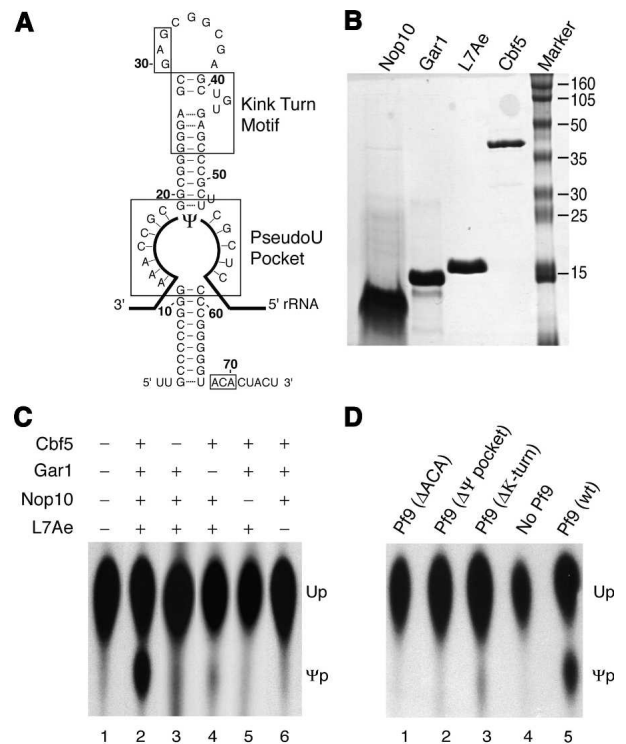 A
B
C
G
G
C
G
A
G
A
G
30
40
C G
G C
U
G
U
Kink Turn
Motif
50
20
Ψ
PseudoU
Pocket
3'
10
60
5' rRNA
70
5' UUG
U ACACUACU 3'
Nop10
Gar1
L7Ae
Cbf5
Marker
160
105
50
35
30
25
15
C
D
Cbf5 – + – + + +
Gar1 – + + – + +
Nop10 – + + + – +
L7Ae – + + + + –
Pf9 (ΔACA)
Pf9 (ΔΨ pocket)
Pf9 (ΔK-turn)
No Pf9
Pf9 (wt)
Up
Ψp
1 2 3 4 5 6
Up
Ψp
1 2 3 4 5